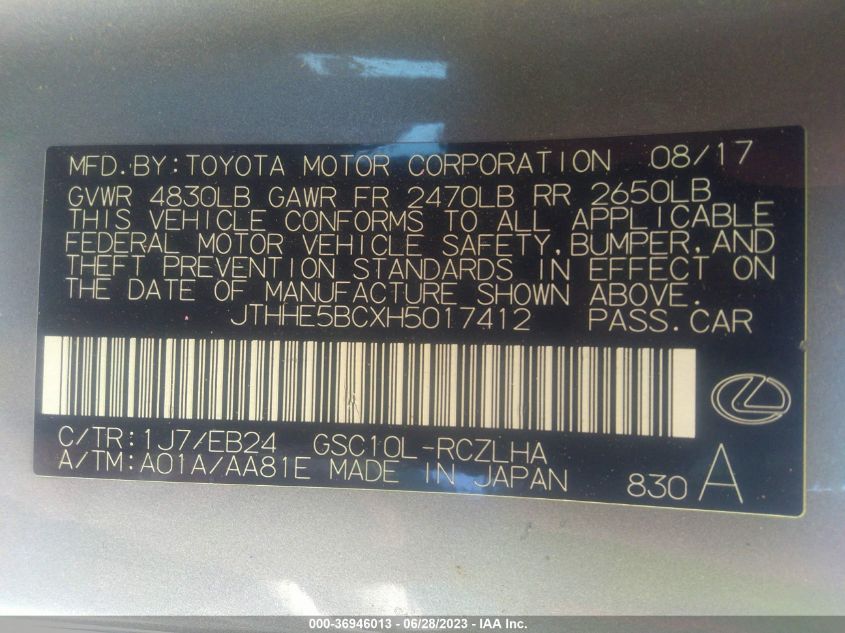 MFD.BY:TOYOTA MOTOR CORPORATION 08/17
GVWR 4830LB GAWR FR 2470LB RR 2650LB
THIS VEHICLE CONFORMS TO ALL APPLICABLE
FEDERAL MOTOR VEHICLE SAFETY,BUMPER,AND
THEFT PREVENTION STANDARDS IN EFFECT ON
THE DATE OF MANUFACTURE SHOWN ABOVE.
JTHHE5BCXH5017412 PASS.CAR
C/TR:1J7/EB24 GSC10L-RCZLHA
A/TM:A01A/AA81E MADE IN JAPAN 830 A
000-36946013 - 06/28/2023 - IAA Inc.